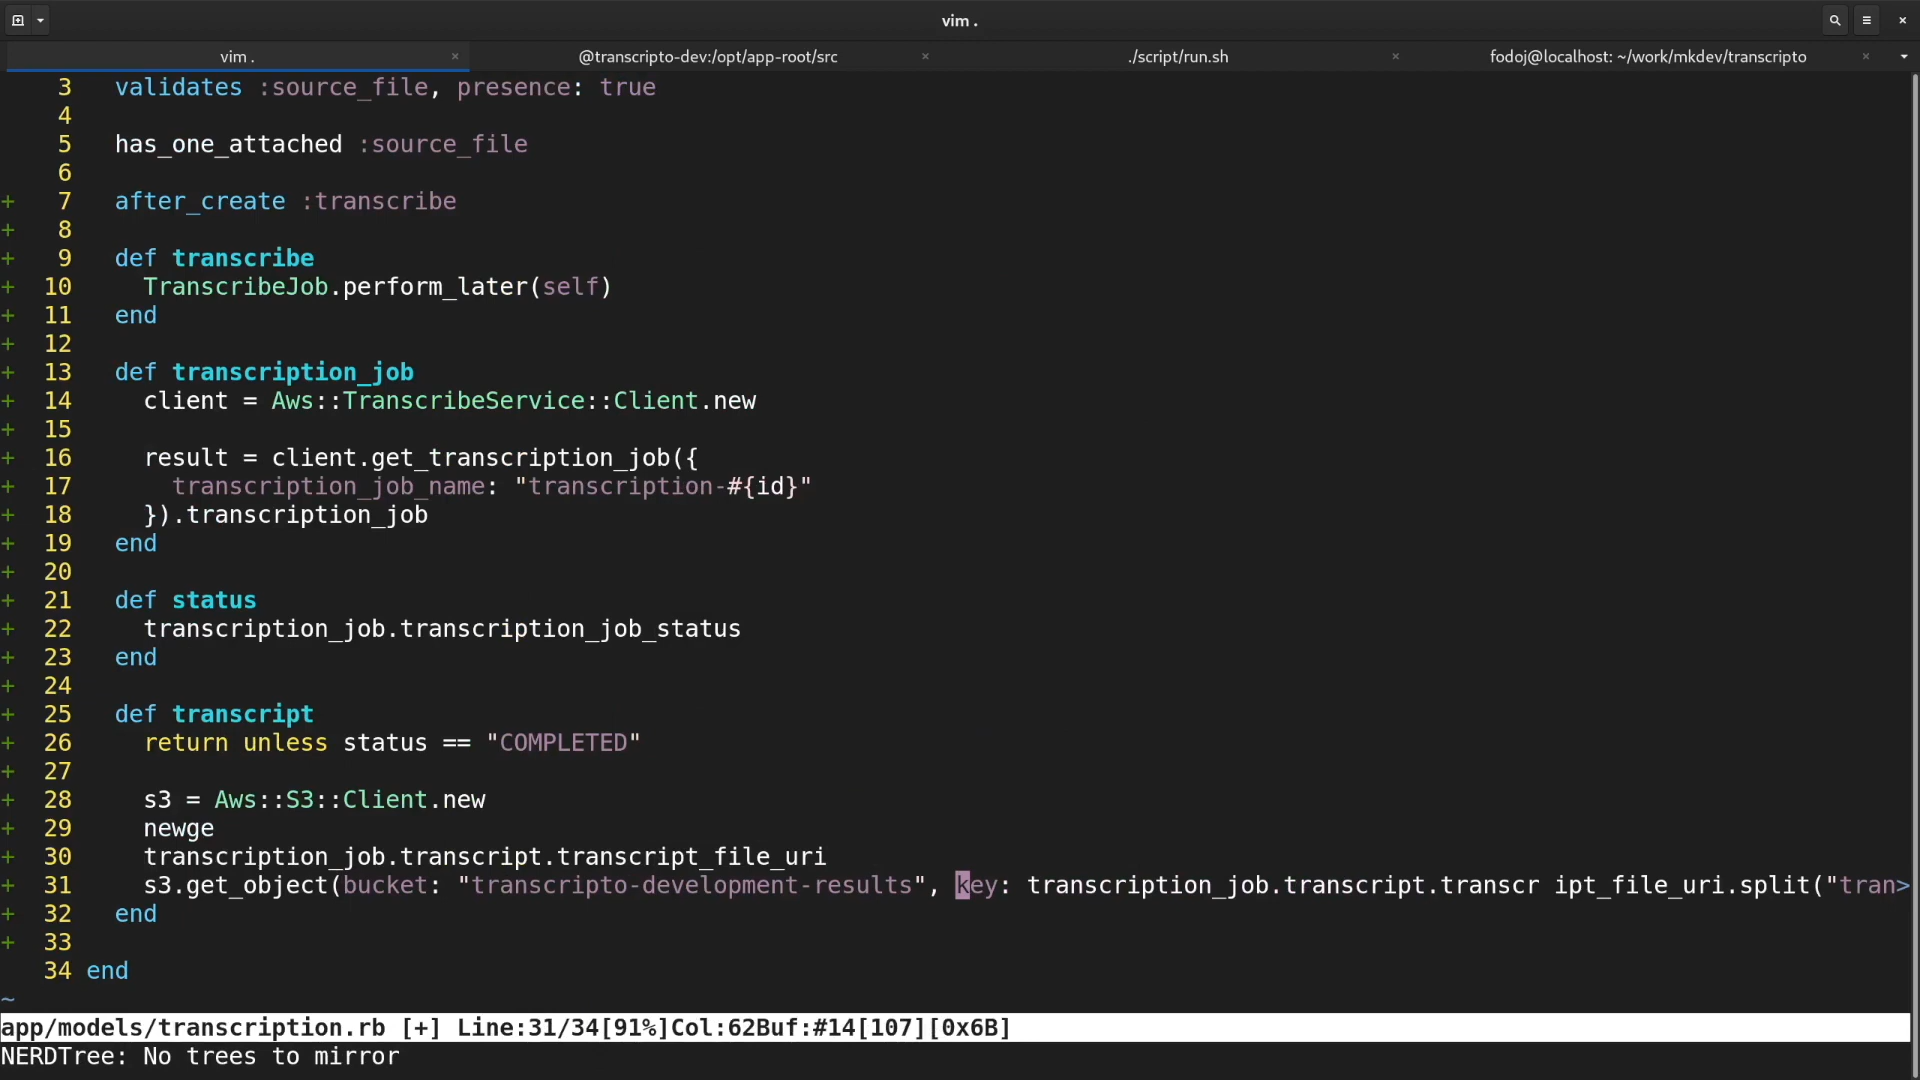 vim .
vim . × @transcripto-dev:/opt/app-root/src × ./script/run.sh × fodoj@localhost: ~/work/mkdev/transcripto ×
3 validates :source_file, presence: true
4
5 has_one_attached :source_file
6
+ 7 after_create :transcribe
+ 8
+ 9 def transcribe
+ 10 TranscribeJob.perform_later(self)
+ 11 end
+ 12
+ 13 def transcription_job
+ 14 client = Aws::TranscribeService::Client.new
+ 15
+ 16 result = client.get_transcription_job({
+ 17 transcription_job_name: "transcription-#{id}"
+ 18 }).transcription_job
+ 19 end
+ 20
+ 21 def status
+ 22 transcription_job.transcription_job_status
+ 23 end
+ 24
+ 25 def transcript
+ 26 return unless status == "COMPLETED"
+ 27
+ 28 s3 = Aws::S3::Client.new
+ 29 newge
+ 30 transcription_job.transcript.transcript_file_uri
+ 31 s3.get_object(bucket: "transcripto-development-results", key: transcription_job.transcript.transcr ipt_file_uri.split("tran>
+ 32 end
+ 33
34 end
~
app/models/transcription.rb [+] Line:31/34[91%]Col:62Buf:#14[107][0x6B]
NERDTree: No trees to mirror